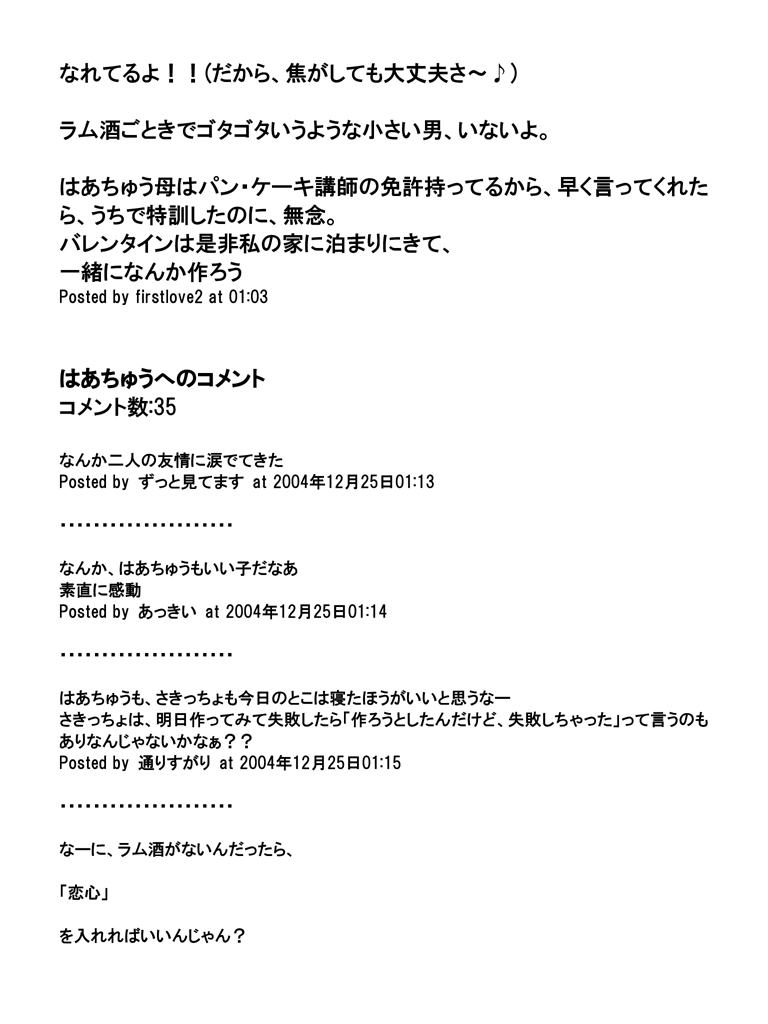 なれてるよ！！(だから、焦がしても大丈夫さ～♪)
ラム酒ごときでゴタゴタいうような小さい男、いないよ。
はあちゅう母はパン・ケーキ講師の免許持ってるから、早く言ってくれた
ら、うちで特訓したのに、無念。
バレンタインは是非私の家に泊まりにきて、
一緒になんか作ろう
Posted by firstlove2 at 01:03
はあちゅうへのコメント
コメント数:35
なんか二人の友情に涙でてきた
Posted by ずっと見てます at 2004年12月25日01:13
・・・・・・・・・・・・・・・・・・・・・
なんか、はあちゅうもいい子だなあ
素直に感動
Posted by あっきい at 2004年12月25日01:14
・・・・・・・・・・・・・・・・・・・・・
はあちゅうも、さきっちょも今日のとこは寝たほうがいいと思うなー
さきっちょは、明日作ってみて失敗したら「作ろうとしたんだけど、失敗しちゃった」って言うのも
ありなんじゃないかなぁ？？
Posted by 通りすがり at 2004年12月25日01:15
・・・・・・・・・・・・・・・・・・・・・
なーに、ラム酒がないんだったら、
「恋心」
を入れればいいんじゃん？